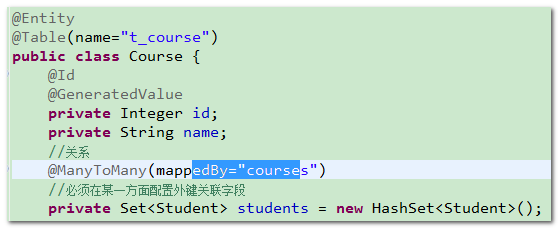 @Entity
@Table(name="t_course")
public class Course {
@Id
@GeneratedValue
private Integer id;
private String name;
//关系
@ManyToMany(mappedBy="courses")
//必须在某一方面配置外键关联字段
private Set<Student> students = new HashSet<Student>();